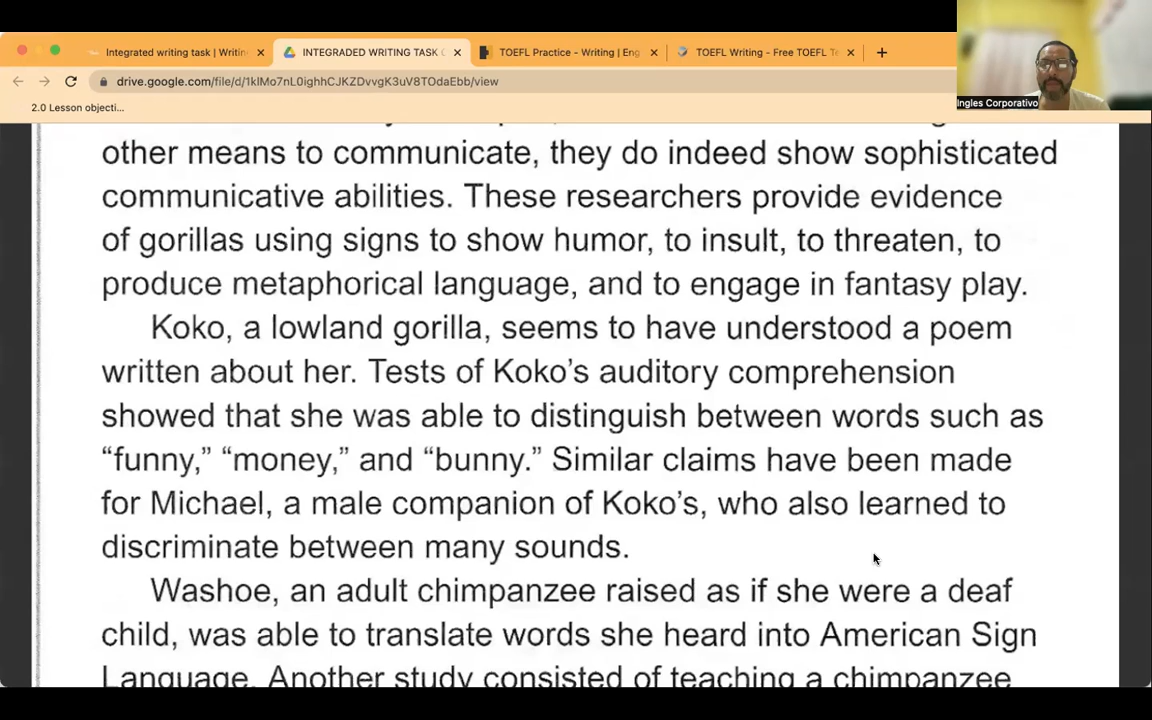 Integrated writing task | Writin
INTEGRADED WRITING TASK
TOEFL Practice - Writing | Eng
TOEFL Writing - Free TOEFL Te
drive.google.com/file/d/1kIMo7nL0ighhCJKZDvvgK3uV8TOdaEbb/view
Ingles Corporativo
2.0 Lesson objecti...
other means to communicate, they do indeed show sophisticated
communicative abilities. These researchers provide evidence
of gorillas using signs to show humor, to insult, to threaten, to
produce metaphorical language, and to engage in fantasy play.
Koko, a lowland gorilla, seems to have understood a poem
written about her. Tests of Koko's auditory comprehension
showed that she was able to distinguish between words such as
“funny,” “money,” and “bunny.” Similar claims have been made
for Michael, a male companion of Koko's, who also learned to
discriminate between many sounds.
Washoe, an adult chimpanzee raised as if she were a deaf
child, was able to translate words she heard into American Sign
Language. Another study consisted of teaching a chimpanzee